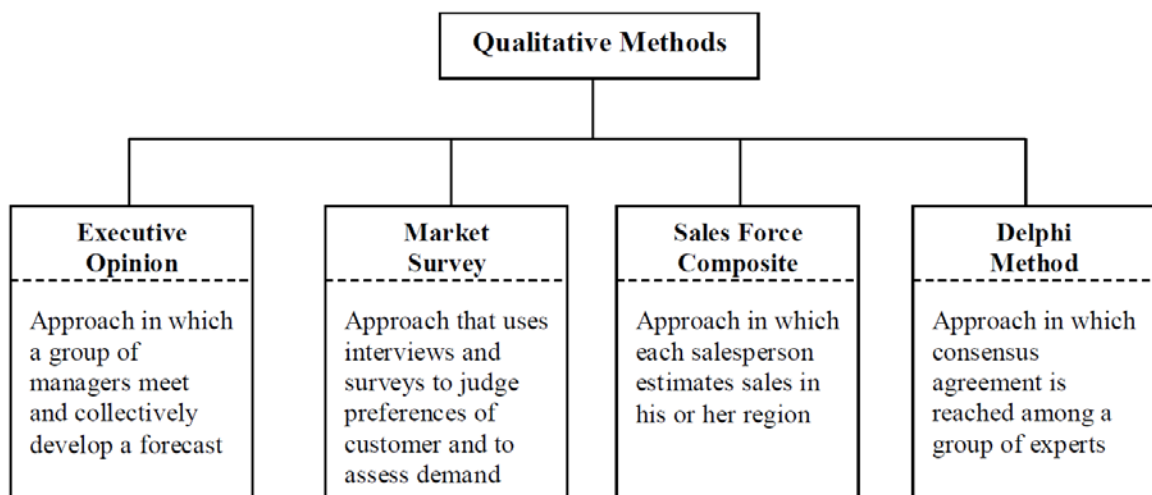 Qualitative Methods
Executive
Opinion
Approach in which
a group of
managers meet
and collectively
develop a forecast
Market
Survey
Approach that uses
interviews and
surveys to judge
preferences of
customer and to
assess demand
Sales Force
Composite
Approach in which
each salesperson
estimates sales in
his or her region
Delphi
Method
Approach in which
consensus
agreement is
reached among a
group of experts